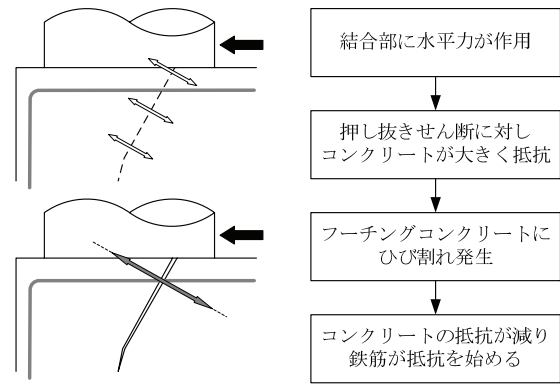 結合部に水平力が作用
押し抜きせん断に対し
コンクリートが大きく抵抗
フーチングコンクリートに
ひび割れ発生
コンクリートの抵抗が減り
鉄筋が抵抗を始める